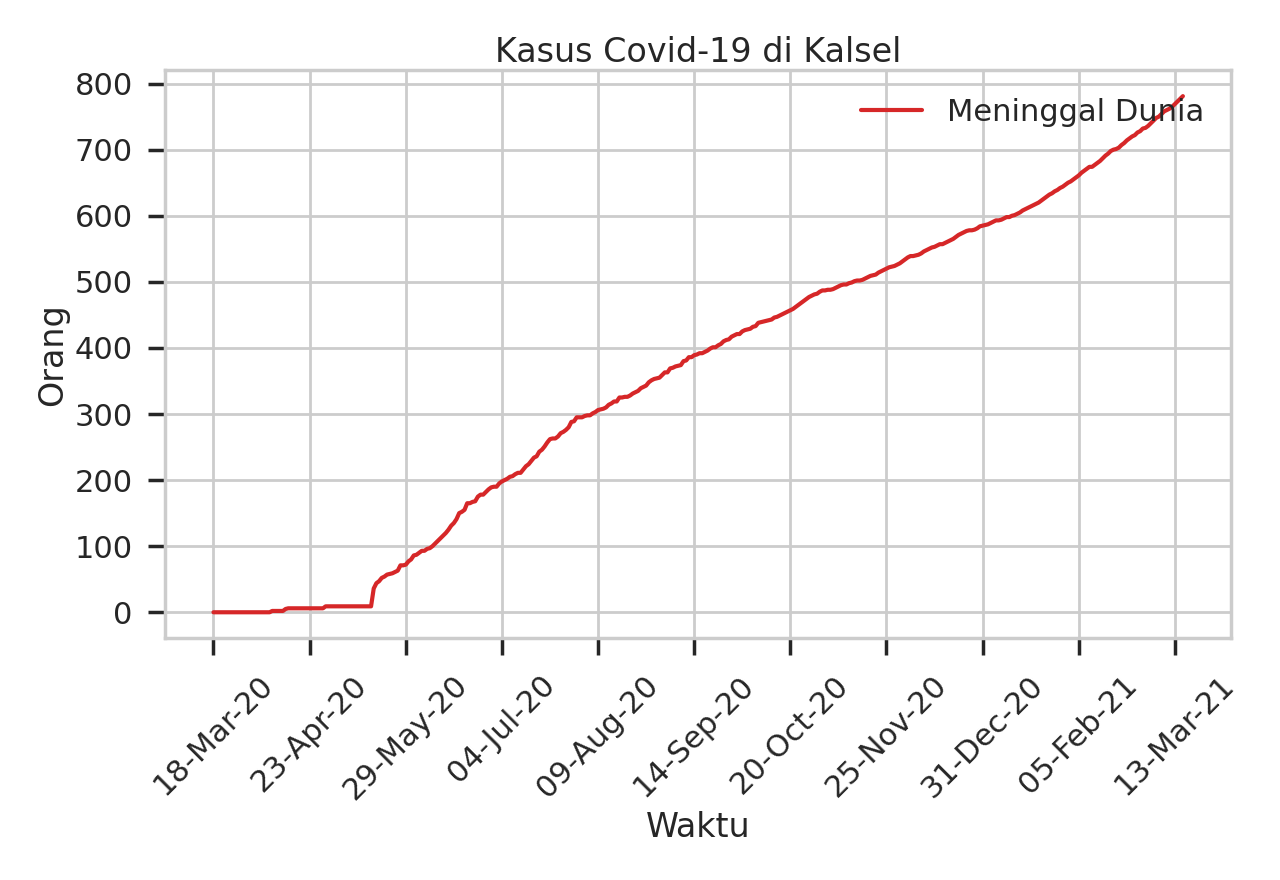 Kasus Covid-19 di Kalsel
Meninggal Dunia
800
700
600
500
400
300
200
100
0
Orang
18-Mar-20
23-Apr-20
29-May-20
04-Jul-20
09-Aug-20
14-Sep-20
20-Oct-20
25-Nov-20
31-Dec-20
05-Feb-21
13-Mar-21
Waktu